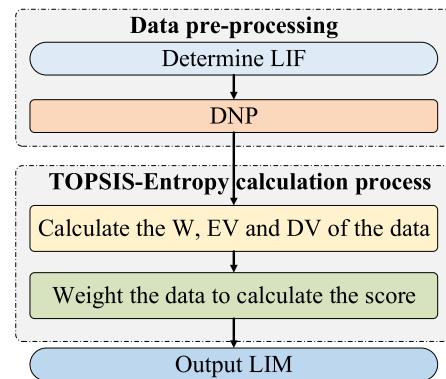 Data pre-processing
Determine LIF
DNP
TOPSIS-Entropy calculation process
Calculate the W, EV and DV of the data
Weight the data to calculate the score
Output LIM